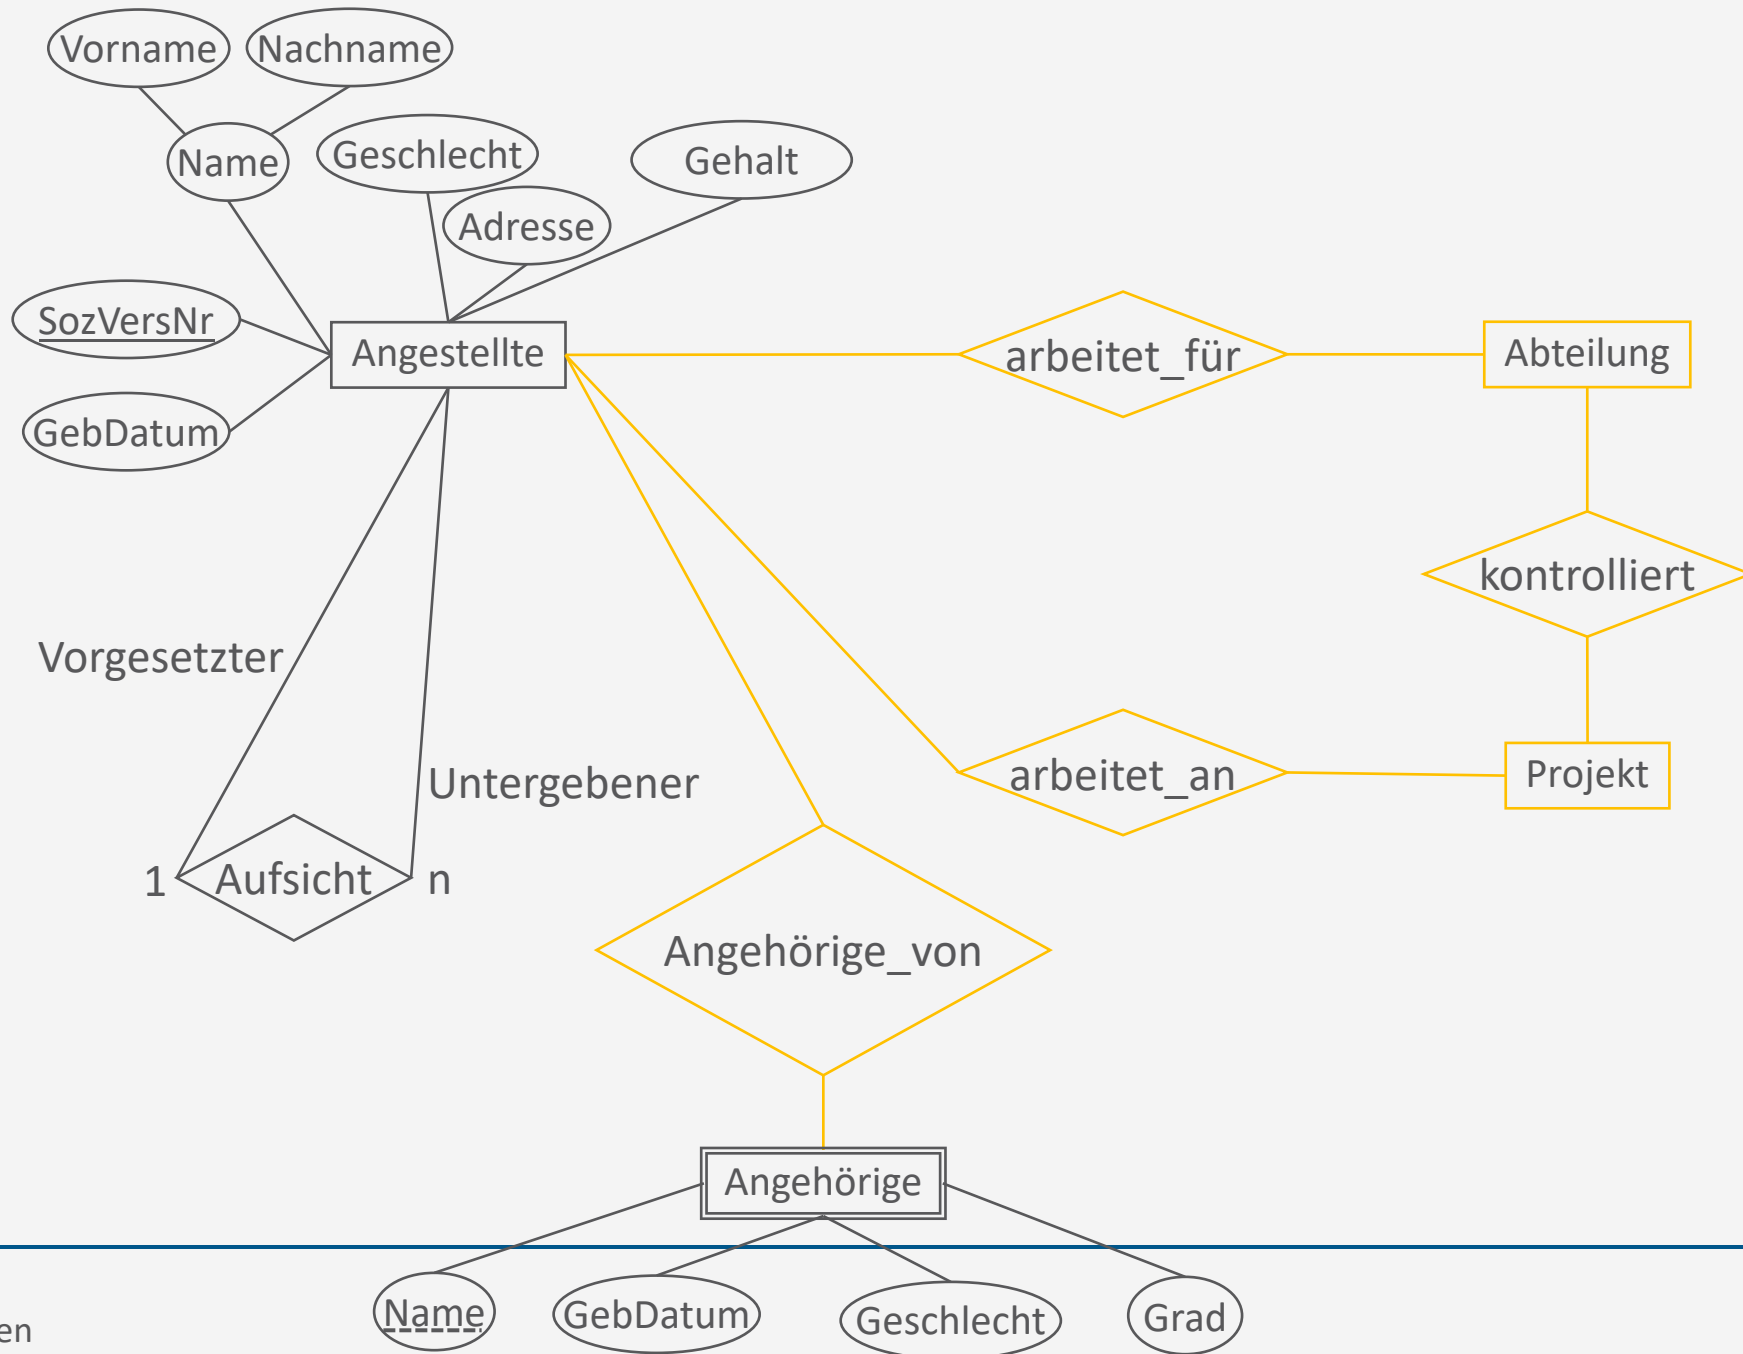 Vorname
Nachname
Name
Geschlecht
Gehalt
Adresse
SozVersNr
Angestellte
arbeitet_für
Abteilung
GebDatum
kontrolliert
Vorgesetzter
Untergebener
arbeitet_an
Projekt
1
Aufsicht
n
Angehörige_von
Angehörige
Name
GebDatum
Geschlecht
Grad
en